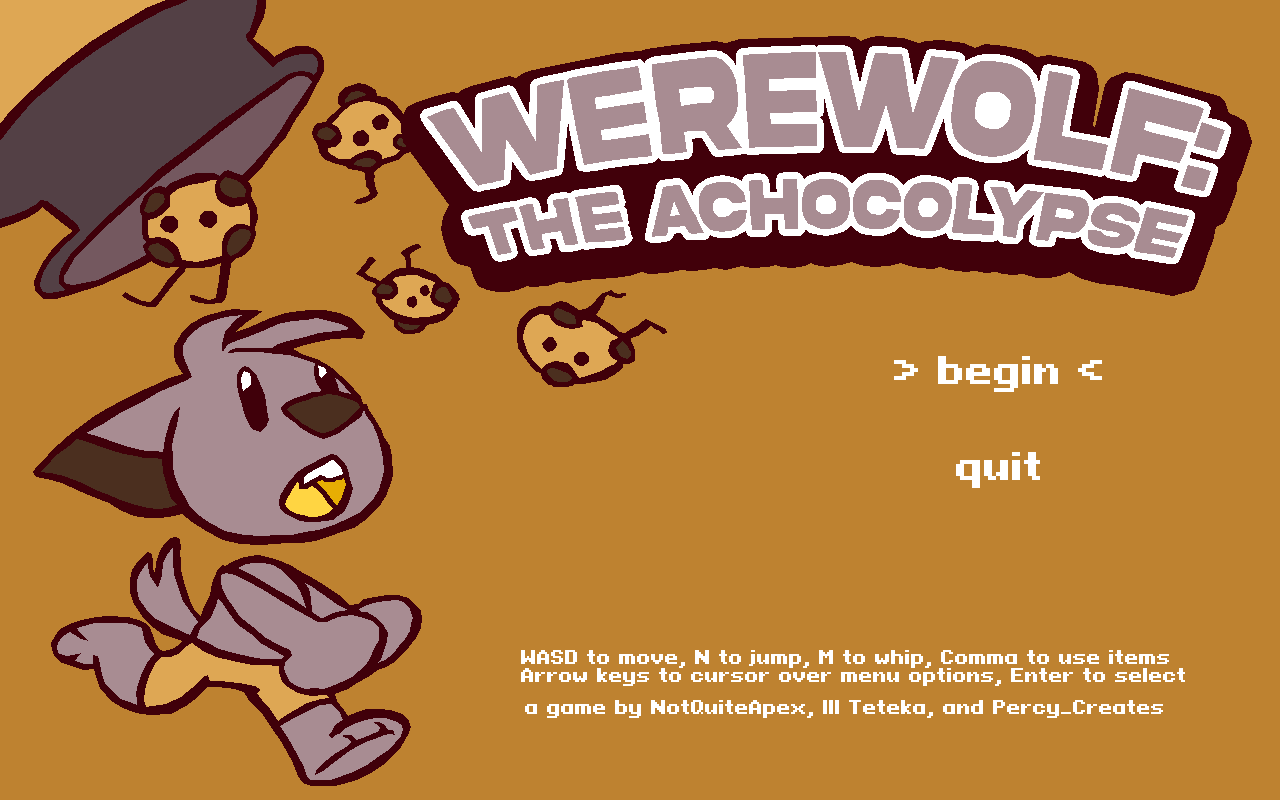 WEREWOLF:
THE ACHOCOLYPSE
> begin <
quit
WASD to move, N to jump, M to whip, Comma to use items
Arrow keys to cursor over menu options, Enter to select
a game by NotQuiteApex, Ill Teteka, and Percy_Creates